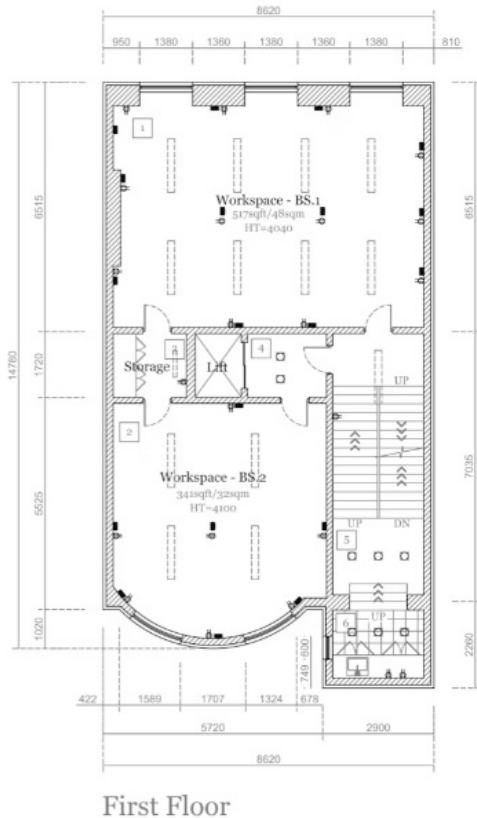 8620
950 1380 1360 1380 1360 1380 810
1
Workspace - BS.1
517sqft/48sqm
HT=4040
6515
6515
14780
1720
3
Storage
Lift
4
UP
2
Workspace - BS.2
341sqft/32sqm
HT=4100
5525
7035
UP DN
5
1020
6
UP
2260
749 600
422 1589 1707 1324 678
5720 2900
8620
First Floor